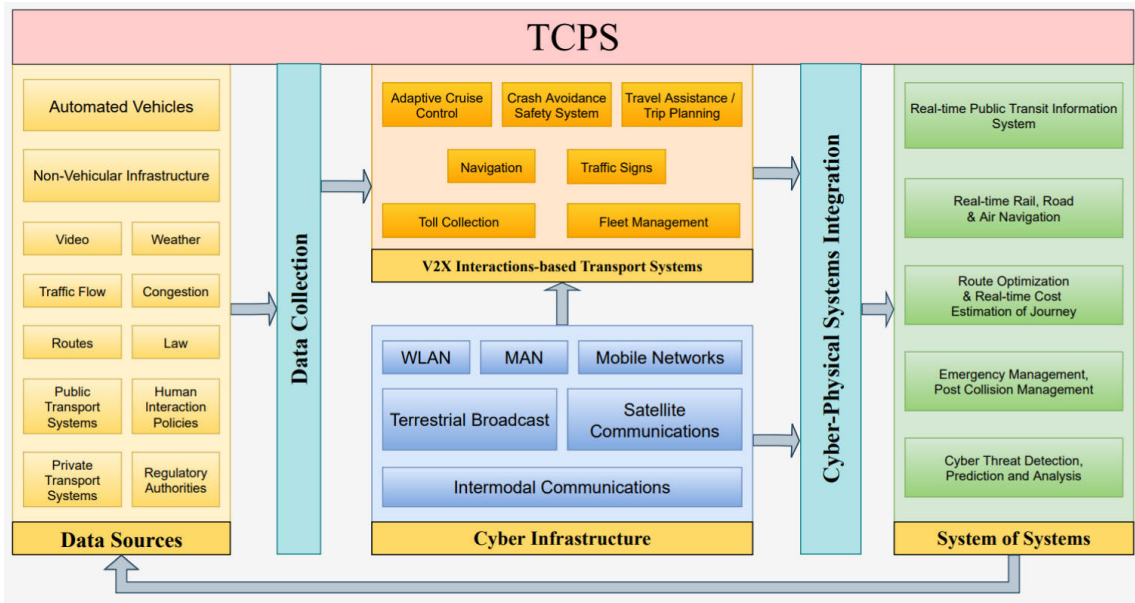 TCPS
Automated Vehicles
Non-Vehicular Infrastructure
Video
Weather
Traffic Flow
Congestion
Routes
Law
Public
Transport
Systems
Human
Interaction
Policies
Private
Transport
Systems
Regulatory
Authorities
Data Sources
Data Collection
Adaptive Cruise
Control
Crash Avoidance
Safety System
Travel Assistance /
Trip Planning
Navigation
Traffic Signs
Toll Collection
Fleet Management
V2X Interactions-based Transport Systems
WLAN
MAN
Mobile Networks
Terrestrial Broadcast
Satellite
Communications
Intermodal Communications
Cyber Infrastructure
Cyber-Physical Systems Integration
Real-time Public Transit Information
System
Real-time Rail, Road
& Air Navigation
Route Optimization
& Real-time Cost
Estimation of Journey
Emergency Management,
Post Collision Management
Cyber Threat Detection,
Prediction and Analysis
System of Systems